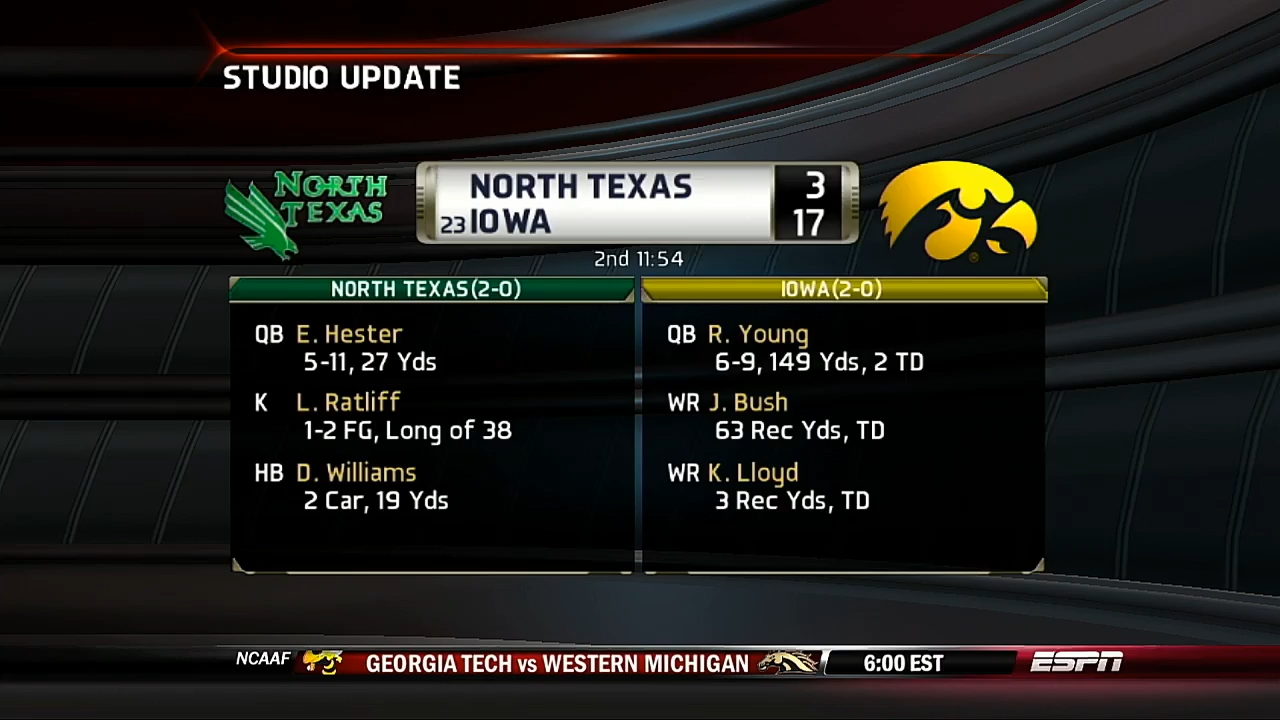 STUDIO UPDATE
NORTH TEXAS
NORTH TEXAS 3
23 IOWA 17
2nd 11:54
NORTH TEXAS(2-0)
QB E. Hester
5-11, 27 Yds
K L. Ratliff
1-2 FG, Long of 38
HB D. Williams
2 Car, 19 Yds
IOWA(2-0)
QB R. Young
6-9, 149 Yds, 2 TD
WR J. Bush
63 Rec Yds, TD
WR K. Lloyd
3 Rec Yds, TD
NCAAF GEORGIA TECH vs WESTERN MICHIGAN 6:00 EST ESPN